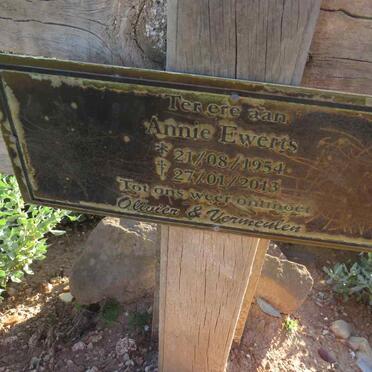 Ter ere aan
Annie Ewerts
* 21/08/1954
† 27/01/2013
Tot ons weer ontmoet
Olivier & Vermeulen